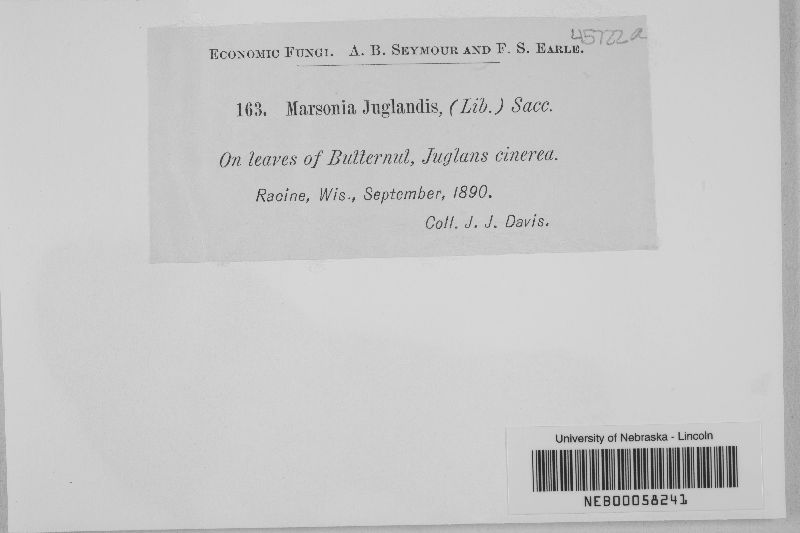 45722a
ECONOMIC FUNGI. A. B. SEYMOUR AND F. S. EARLE.
163. Marsonia Juglandis, (Lib.) Sacc.
On leaves of Butternut, Juglans cinerea.
Racine, Wis., September, 1890.
Coll. J. J. Davis.
University of Nebraska - Lincoln
NEB00058241